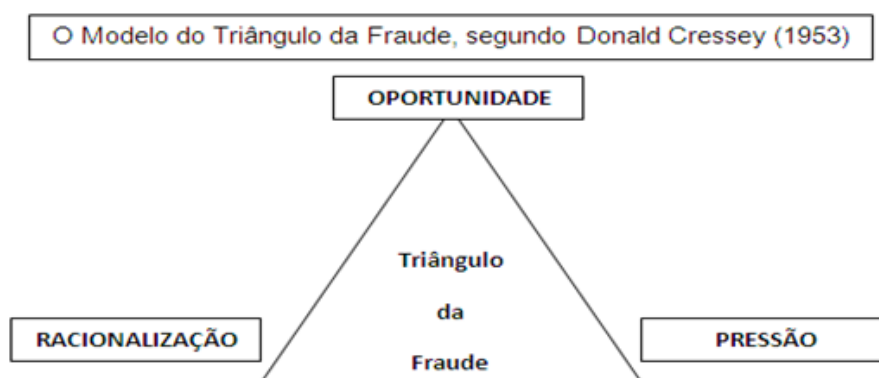 O Modelo do Triângulo da Fraude, segundo Donald Cressey (1953)
OPORTUNIDADE
Triângulo
da
RACIONALIZAÇÃO
PRESSÃO
Fraude